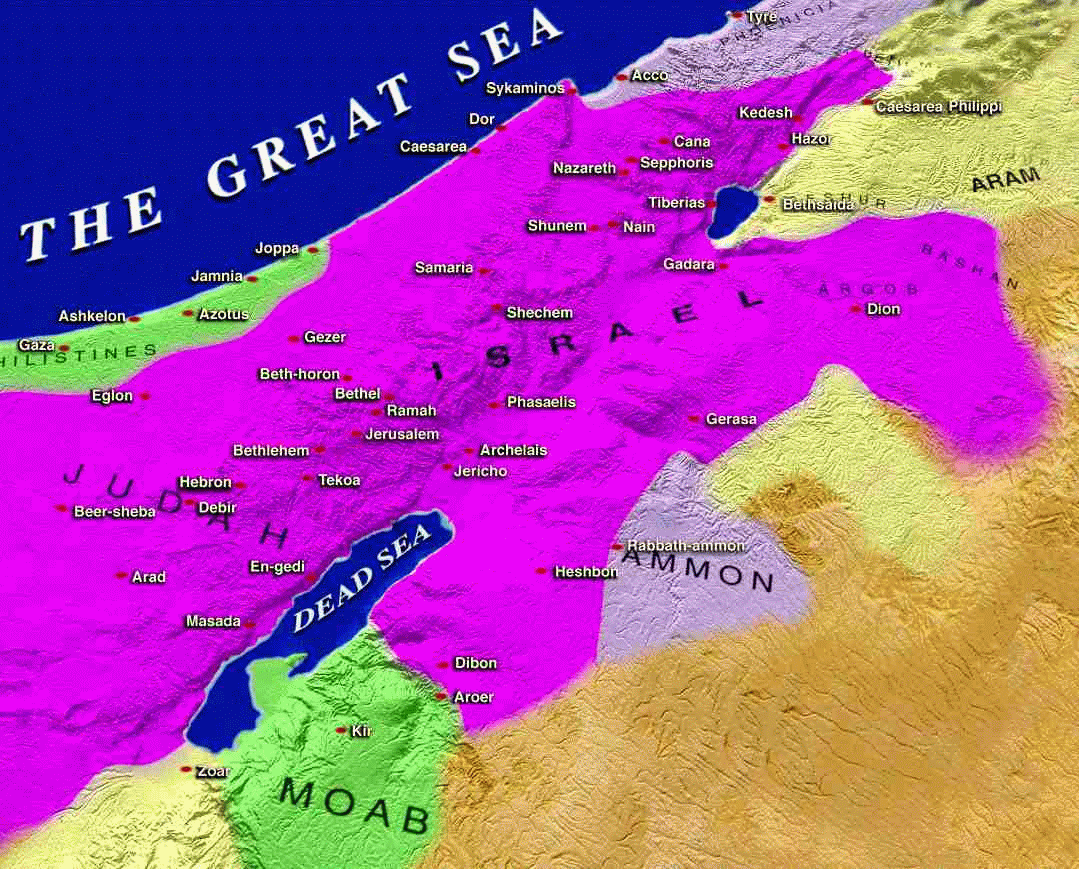 THE GREAT SEA
Tyre
PHOENICIA
Acco
Sykaminos
Dor
Caesarea
Kedesh
Caesarea Philippi
Cana
Hazor
Sepphoris
Nazareth
ARAM
Tiberias
Bethsaida
Shunem
Nain
Joppa
Samaria
Gadara
BASHAN
Jamnia
ARGOB
Dion
Ashkelon
Azotus
Shechem
ISRAEL
Gaza
HILISTINES
Gezer
Beth-horon
Bethel
Eglon
Ramah
Phasaelis
Gerasa
Jerusalem
Bethlehem
Archelais
Jericho
JUDAH
Hebron
Tekoa
Beer-sheba
Debir
DEAD SEA
Rabbath-ammon
AMMON
En-gedi
Heshbon
Arad
Masada
Dibon
Aroer
Kir
Zoar
MOAB